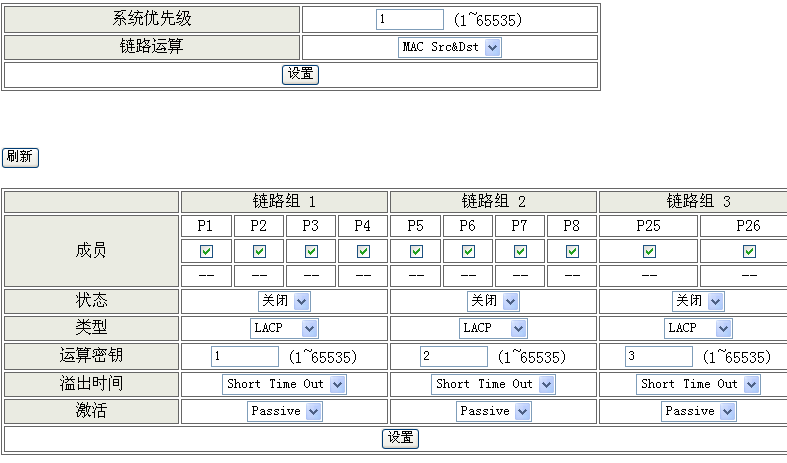 系统优先级 1 (1~65535)
链路运算 MAC Src&Dst
设置
刷新
链路组 1 链路组 2 链路组 3
成员 P1 P2 P3 P4 P5 P6 P7 P8 P25 P26
-- -- -- -- -- -- -- -- -- --
状态 关闭 关闭 关闭
类型 LACP LACP LACP
运算密钥 1 (1~65535) 2 (1~65535) 3 (1~65535)
溢出时间 Short Time Out Short Time Out Short Time Out
激活 Passive Passive Passive
设置